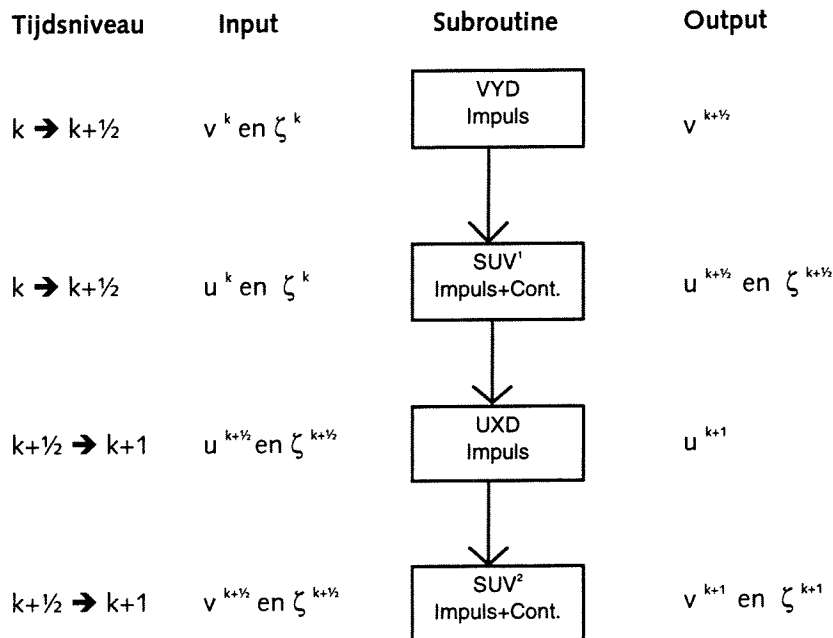 Tijdsniveau Input Subroutine Output
VYD
Impuls
k ➔ k+½ v ᵏ en ζ ᵏ v ᵏ⁺½
SUV¹
Impuls+Cont.
k ➔ k+½ u ᵏ en ζ ᵏ u ᵏ⁺½ en ζ ᵏ⁺½
UXD
Impuls
k+½ ➔ k+1 u ᵏ⁺½ en ζ ᵏ⁺½ u ᵏ⁺¹
SUV²
Impuls+Cont.
k+½ ➔ k+1 v ᵏ⁺½ en ζ ᵏ⁺½ v ᵏ⁺¹ en ζ ᵏ⁺¹